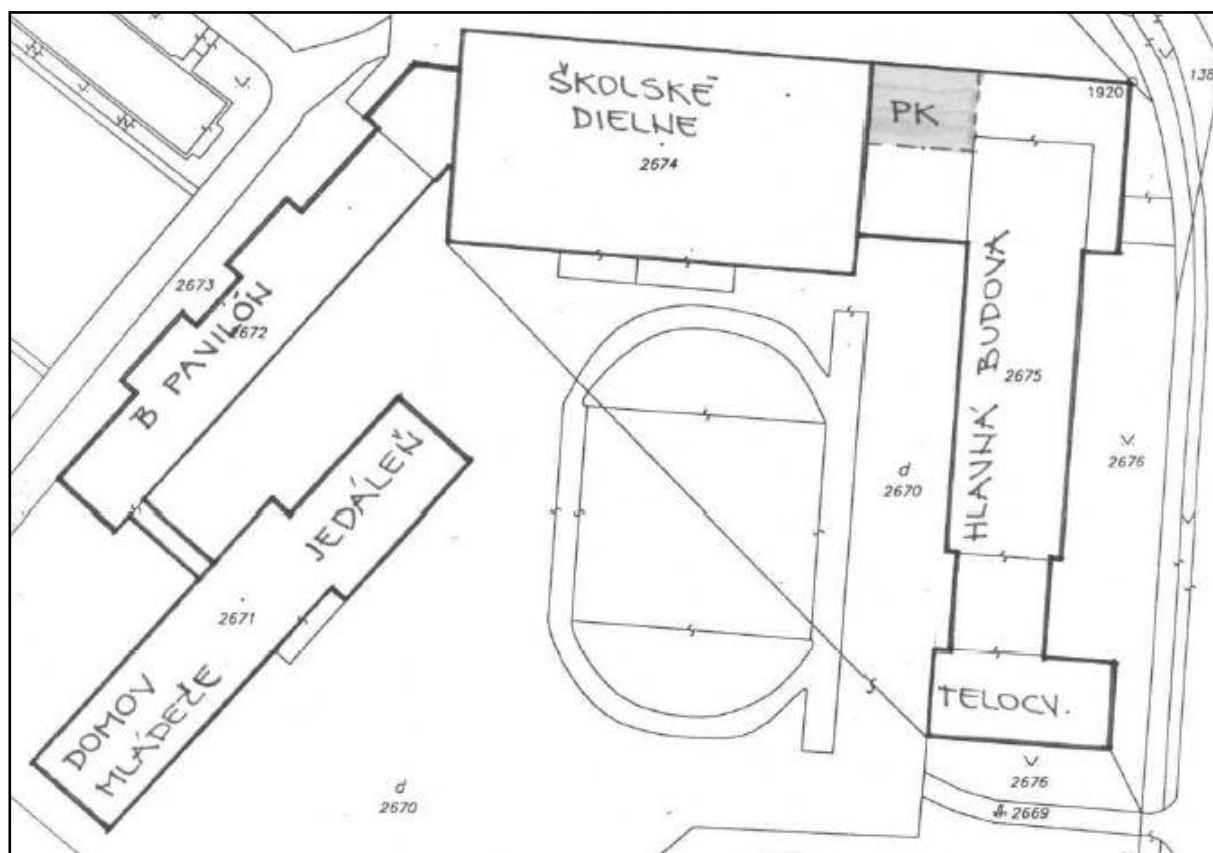 ŠKOLSKÉ
DIELNE
2674
PK
1920
138
2673
B PAVILÓN
2672
HLAVNÁ BUDOVA
2675
v
2676
d
2670
JEDÁLEŇ
2671
DOMOV
MLÁDEŽE
TELOCV.
d
2670
v
2676
2669